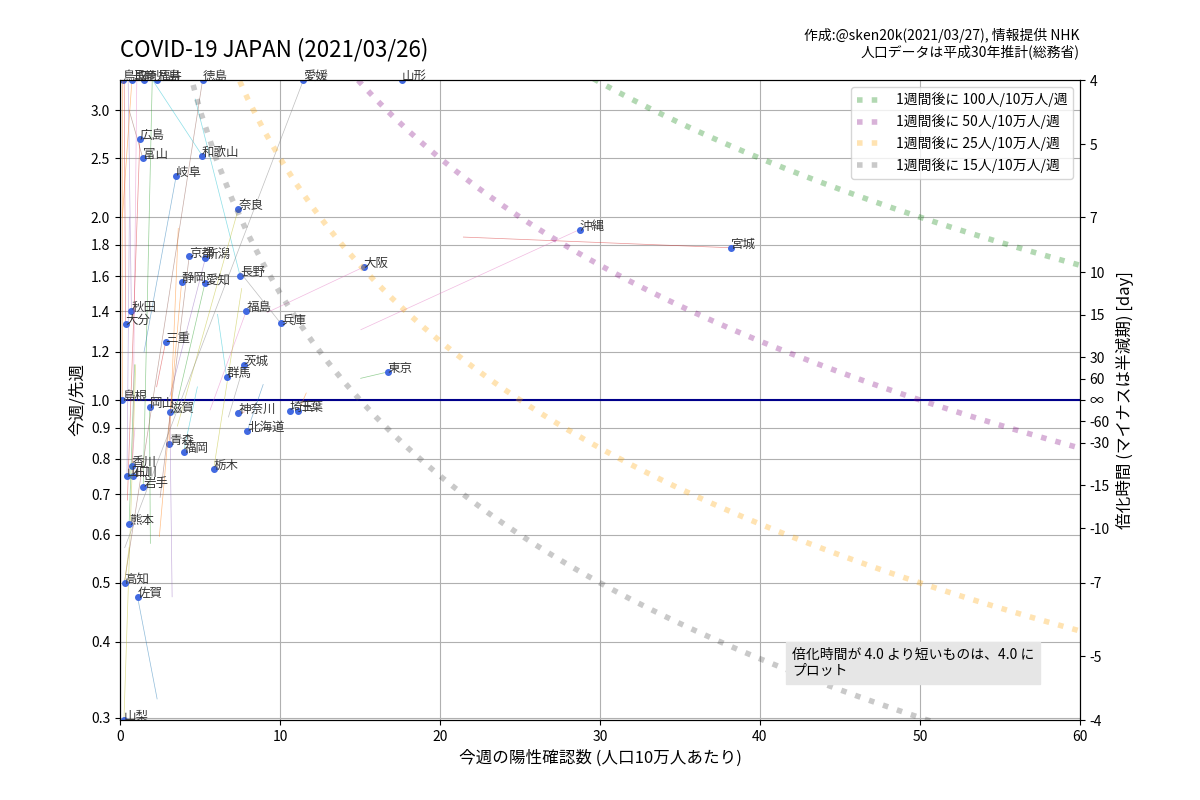 COVID-19 JAPAN (2021/03/26)
作成:@sken20k(2021/03/27), 情報提供 NHK
人口データは平成30年推計(総務省)
1週間後に 100人/10万人/週
1週間後に 50人/10万人/週
1週間後に 25人/10万人/週
1週間後に 15人/10万人/週
徳島
愛媛
山形
広島
富山
和歌山
岐阜
奈良
沖縄
宮城
京都
新潟
大阪
静岡
愛知
長野
秋田
大分
福島
兵庫
三重
茨城
群馬
東京
島根
岡山
滋賀
神奈川
埼玉
千葉
北海道
青森
福岡
香川
栃木
山口
石川
岩手
熊本
高知
佐賀
山梨
倍化時間が 4.0 より短いものは、4.0 に
プロット
3.0
2.5
2.0
1.8
1.6
1.4
1.2
1.0
0.9
0.8
0.7
0.6
0.5
0.4
0.3
今週/先週
4
5
7
10
15
30
60
∞
-60
-30
-15
-10
-7
-5
-4
倍化時間 (マイナスは半減期) [day]
0 10 20 30 40 50 60
今週の陽性確認数 (人口10万人あたり)